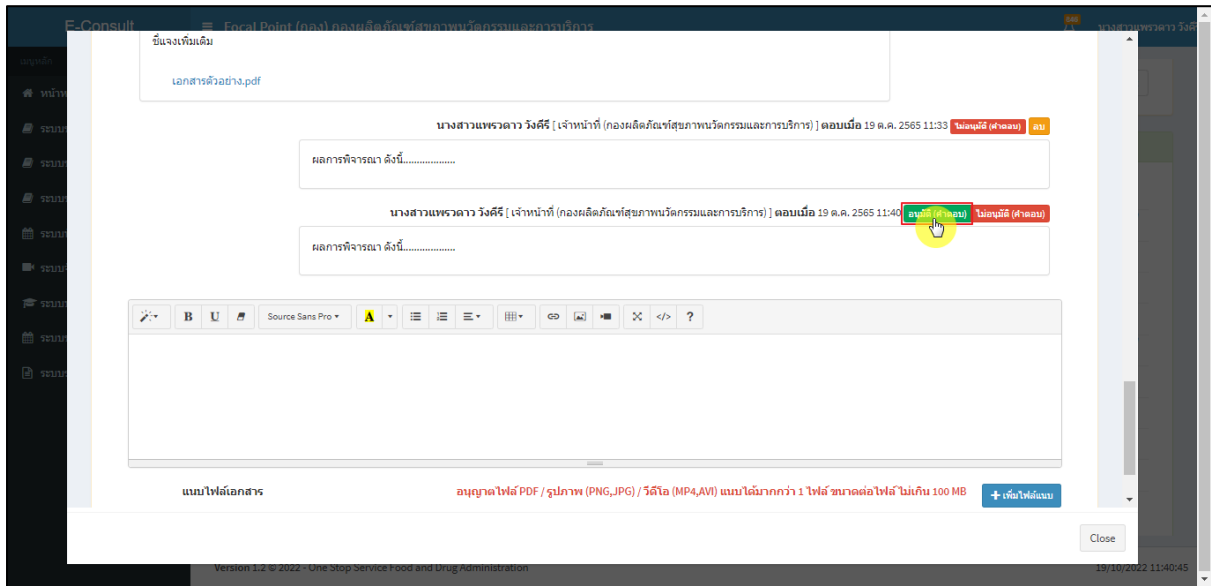 E-Consult
Focal Point (กอง) กองผลิตภัณฑ์สุขภาพนวัตกรรมและการบริการ
นางสาวแพรวดาว วังคีรี
เมนูหลัก
ชี้แจงเพิ่มเติม
เอกสารตัวอย่าง.pdf
นางสาวแพรวดาว วังคีรี [ เจ้าหน้าที่ (กองผลิตภัณฑ์สุขภาพนวัตกรรมและการบริการ) ] ตอบเมื่อ 19 ต.ค. 2565 11:33 ไม่อนุมัติ (คำตอบ) ลบ
ผลการพิจารณา ดังนี้...................
นางสาวแพรวดาว วังคีรี [ เจ้าหน้าที่ (กองผลิตภัณฑ์สุขภาพนวัตกรรมและการบริการ) ] ตอบเมื่อ 19 ต.ค. 2565 11:40 อนุมัติ (คำตอบ) ไม่อนุมัติ (คำตอบ)
ผลการพิจารณา ดังนี้...................
B U Source Sans Pro A </> ?
แนบไฟล์เอกสาร
อนุญาตไฟล์ PDF / รูปภาพ (PNG,JPG) / วีดีโอ (MP4,AVI) แนบได้มากกว่า 1 ไฟล์ ขนาดต่อไฟล์ ไม่เกิน 100 MB
เพิ่มไฟล์แนบ
Close
Version 1.2 © 2022 - One Stop Service Food and Drug Administration
19/10/2022 11:40:45